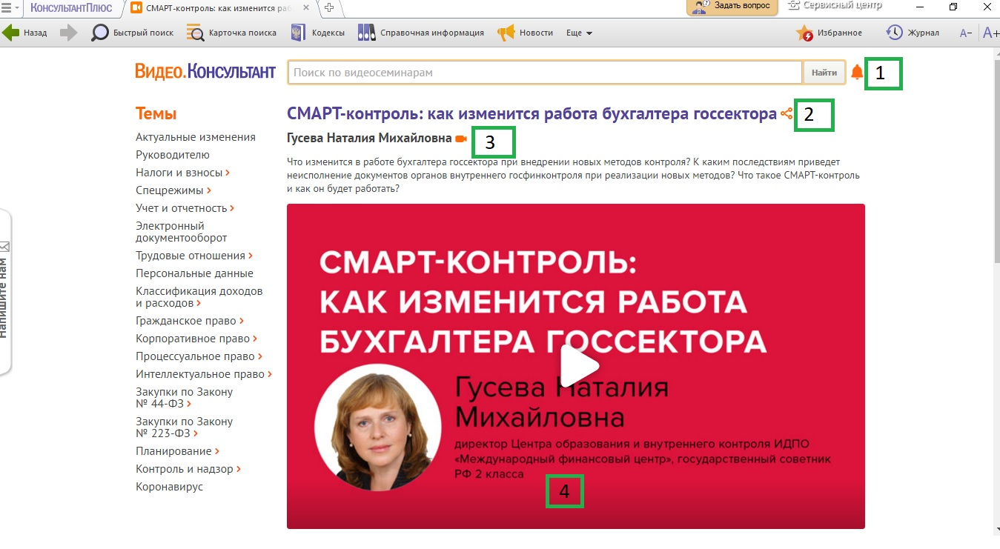 КонсультантПлюс
СМАРТ-контроль: как изменится раб
Задать вопрос
Сервисный центр
Назад
Быстрый поиск
Карточка поиска
Кодексы
Справочная информация
Новости
Еще
Избранное
Журнал
А−
А+
Видео.Консультант
Поиск по видеосеминарам
Найти
1
Темы
Актуальные изменения
Руководителю
Налоги и взносы
Спецрежимы
Учет и отчетность
Электронный
документооборот
Трудовые отношения
Персональные данные
Классификация доходов
и расходов
Гражданское право
Корпоративное право
Процессуальное право
Интеллектуальное право
Закупки по Закону
№ 44-ФЗ
Закупки по Закону
№ 223-ФЗ
Планирование
Контроль и надзор
Коронавирус
Напишите нам
СМАРТ-контроль: как изменится работа бухгалтера госсектора
2
Гусева Наталия Михайловна
3
Что изменится в работе бухгалтера госсектора при внедрении новых методов контроля? К каким последствиям приведет
неисполнение документов органов внутреннего госфинконтроля при реализации новых методов? Что такое СМАРТ-контроль
и как он будет работать?
СМАРТ-КОНТРОЛЬ:
КАК ИЗМЕНИТСЯ РАБОТА
БУХГАЛТЕРА ГОССЕКТОРА
Гусева Наталия
Михайловна
директор Центра образования и внутреннего контроля ИДПО
«Международный финансовый центр», государственный советник
РФ 2 класса
4